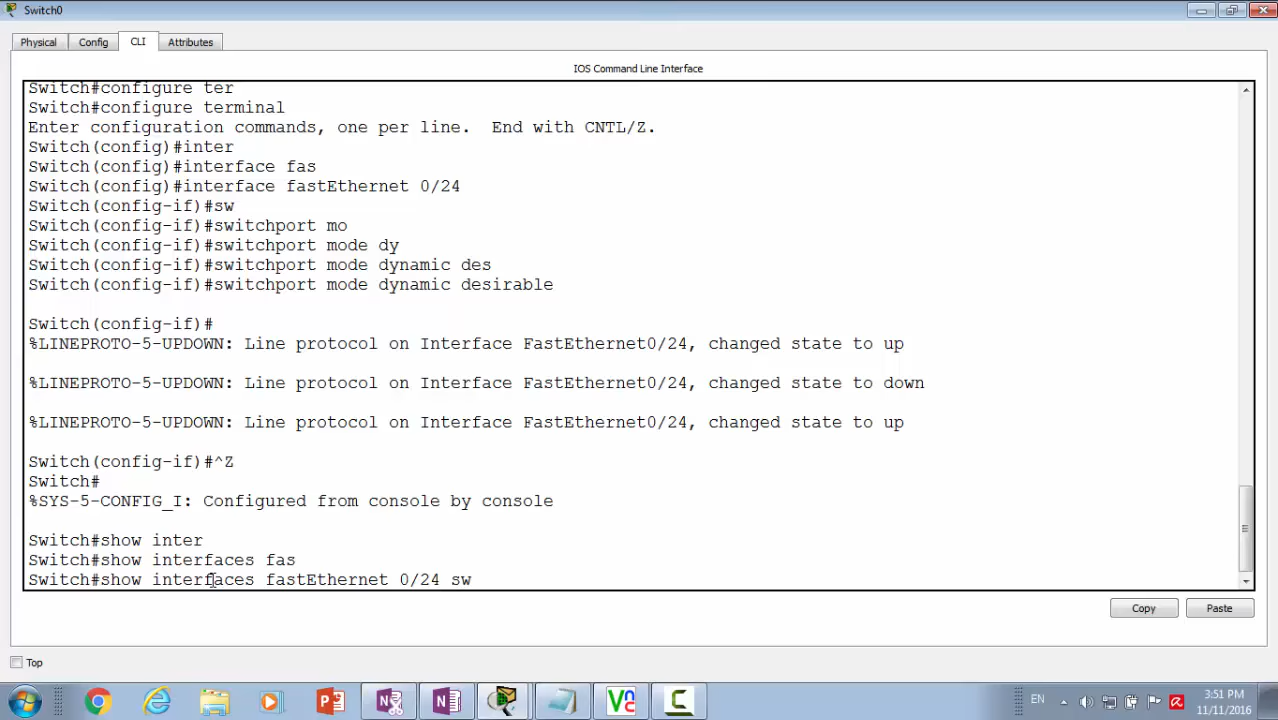 Switch0
Physical Config CLI Attributes
IOS Command Line Interface
Switch#configure ter
Switch#configure terminal
Enter configuration commands, one per line.  End with CNTL/Z.
Switch(config)#inter
Switch(config)#interface fas
Switch(config)#interface fastEthernet 0/24
Switch(config-if)#sw
Switch(config-if)#switchport mo
Switch(config-if)#switchport mode dy
Switch(config-if)#switchport mode dynamic des
Switch(config-if)#switchport mode dynamic desirable
Switch(config-if)#
%LINEPROTO-5-UPDOWN: Line protocol on Interface FastEthernet0/24, changed state to up
%LINEPROTO-5-UPDOWN: Line protocol on Interface FastEthernet0/24, changed state to down
%LINEPROTO-5-UPDOWN: Line protocol on Interface FastEthernet0/24, changed state to up
Switch(config-if)#^Z
Switch#
%SYS-5-CONFIG_I: Configured from console by console
Switch#show inter
Switch#show interfaces fas
Switch#show interfaces fastEthernet 0/24 sw
Copy Paste
Top
EN 3:51 PM
11/11/2016